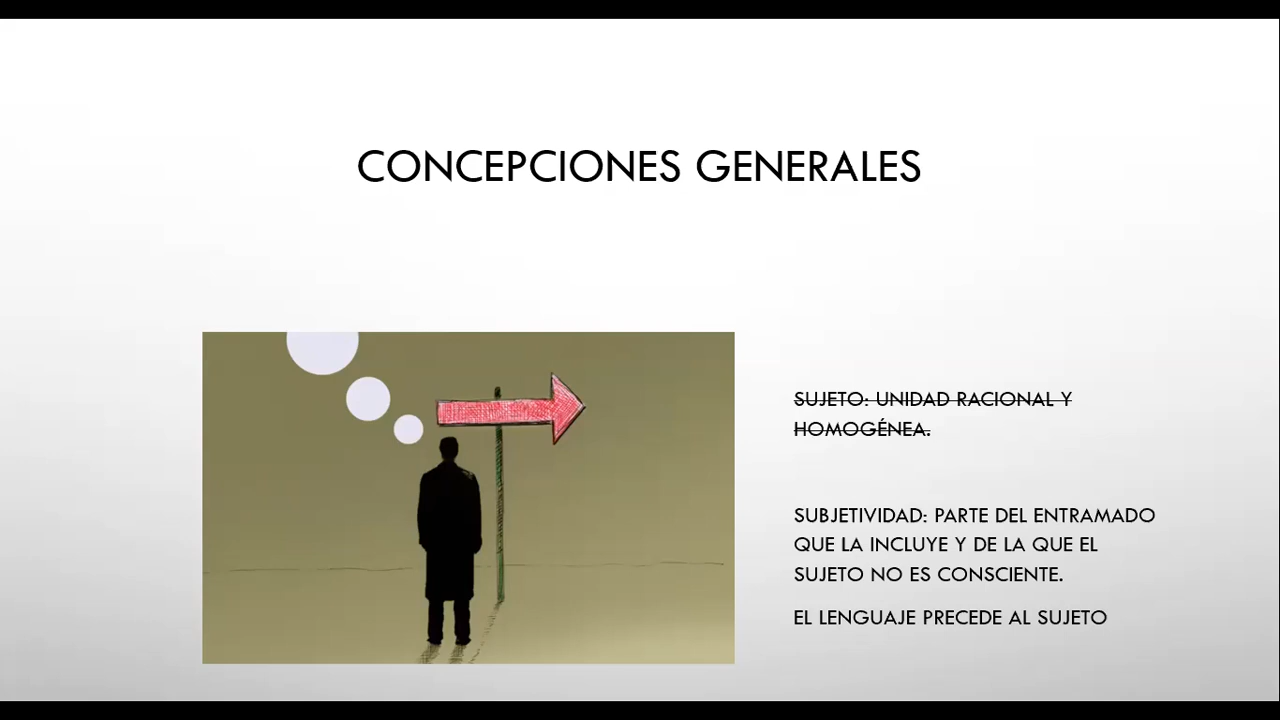 CONCEPCIONES GENERALES
SUJETO: UNIDAD RACIONAL Y
HOMOGÉNEA.
SUBJETIVIDAD: PARTE DEL ENTRAMADO
QUE LA INCLUYE Y DE LA QUE EL
SUJETO NO ES CONSCIENTE.
EL LENGUAJE PRECEDE AL SUJETO